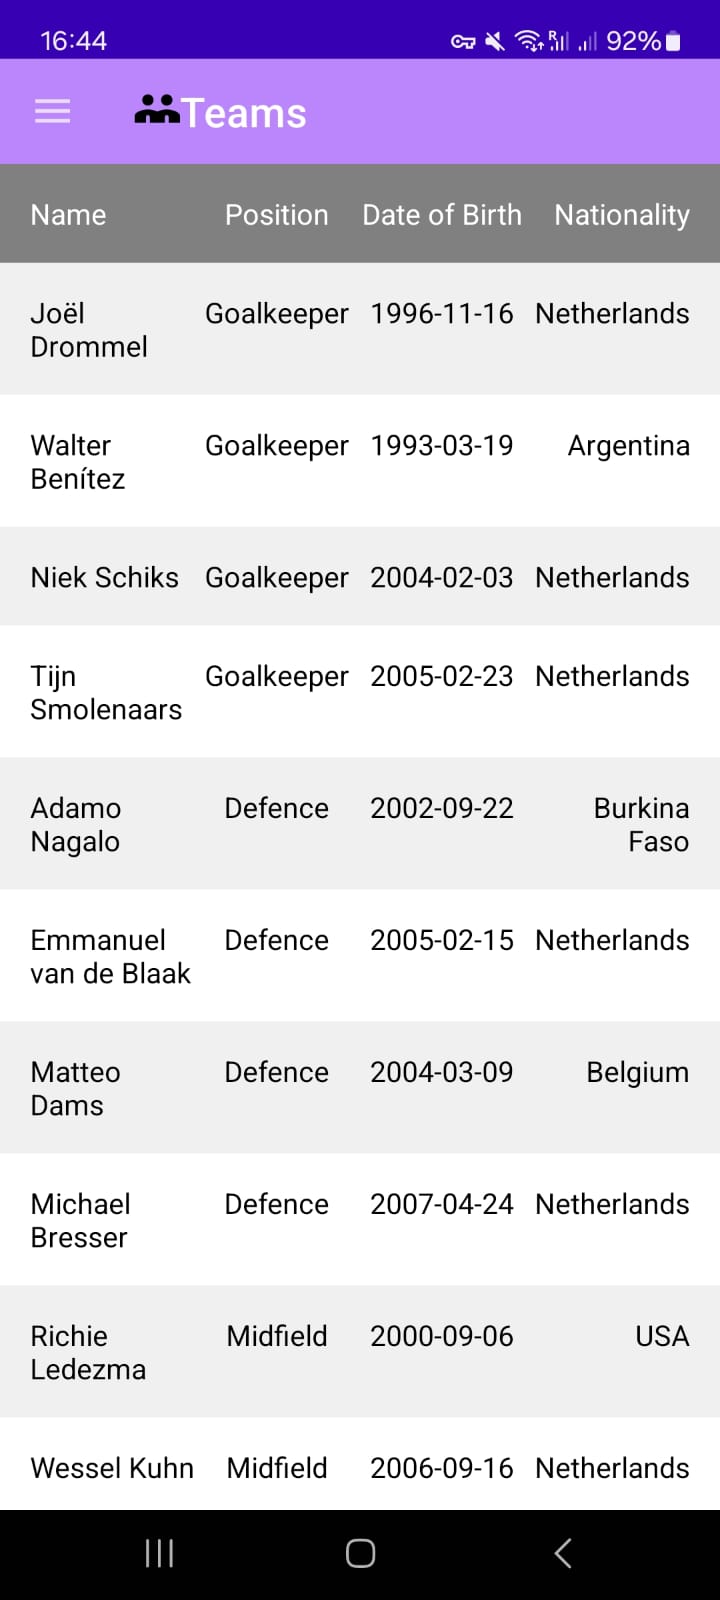 16:44 92%
Teams
Name Position Date of Birth Nationality
Joël Goalkeeper 1996-11-16 Netherlands
Drommel
Walter Goalkeeper 1993-03-19 Argentina
Benítez
Niek Schiks Goalkeeper 2004-02-03 Netherlands
Tijn Goalkeeper 2005-02-23 Netherlands
Smolenaars
Adamo Defence 2002-09-22 Burkina
Nagalo Faso
Emmanuel Defence 2005-02-15 Netherlands
van de Blaak
Matteo Defence 2004-03-09 Belgium
Dams
Michael Defence 2007-04-24 Netherlands
Bresser
Richie Midfield 2000-09-06 USA
Ledezma
Wessel Kuhn Midfield 2006-09-16 Netherlands